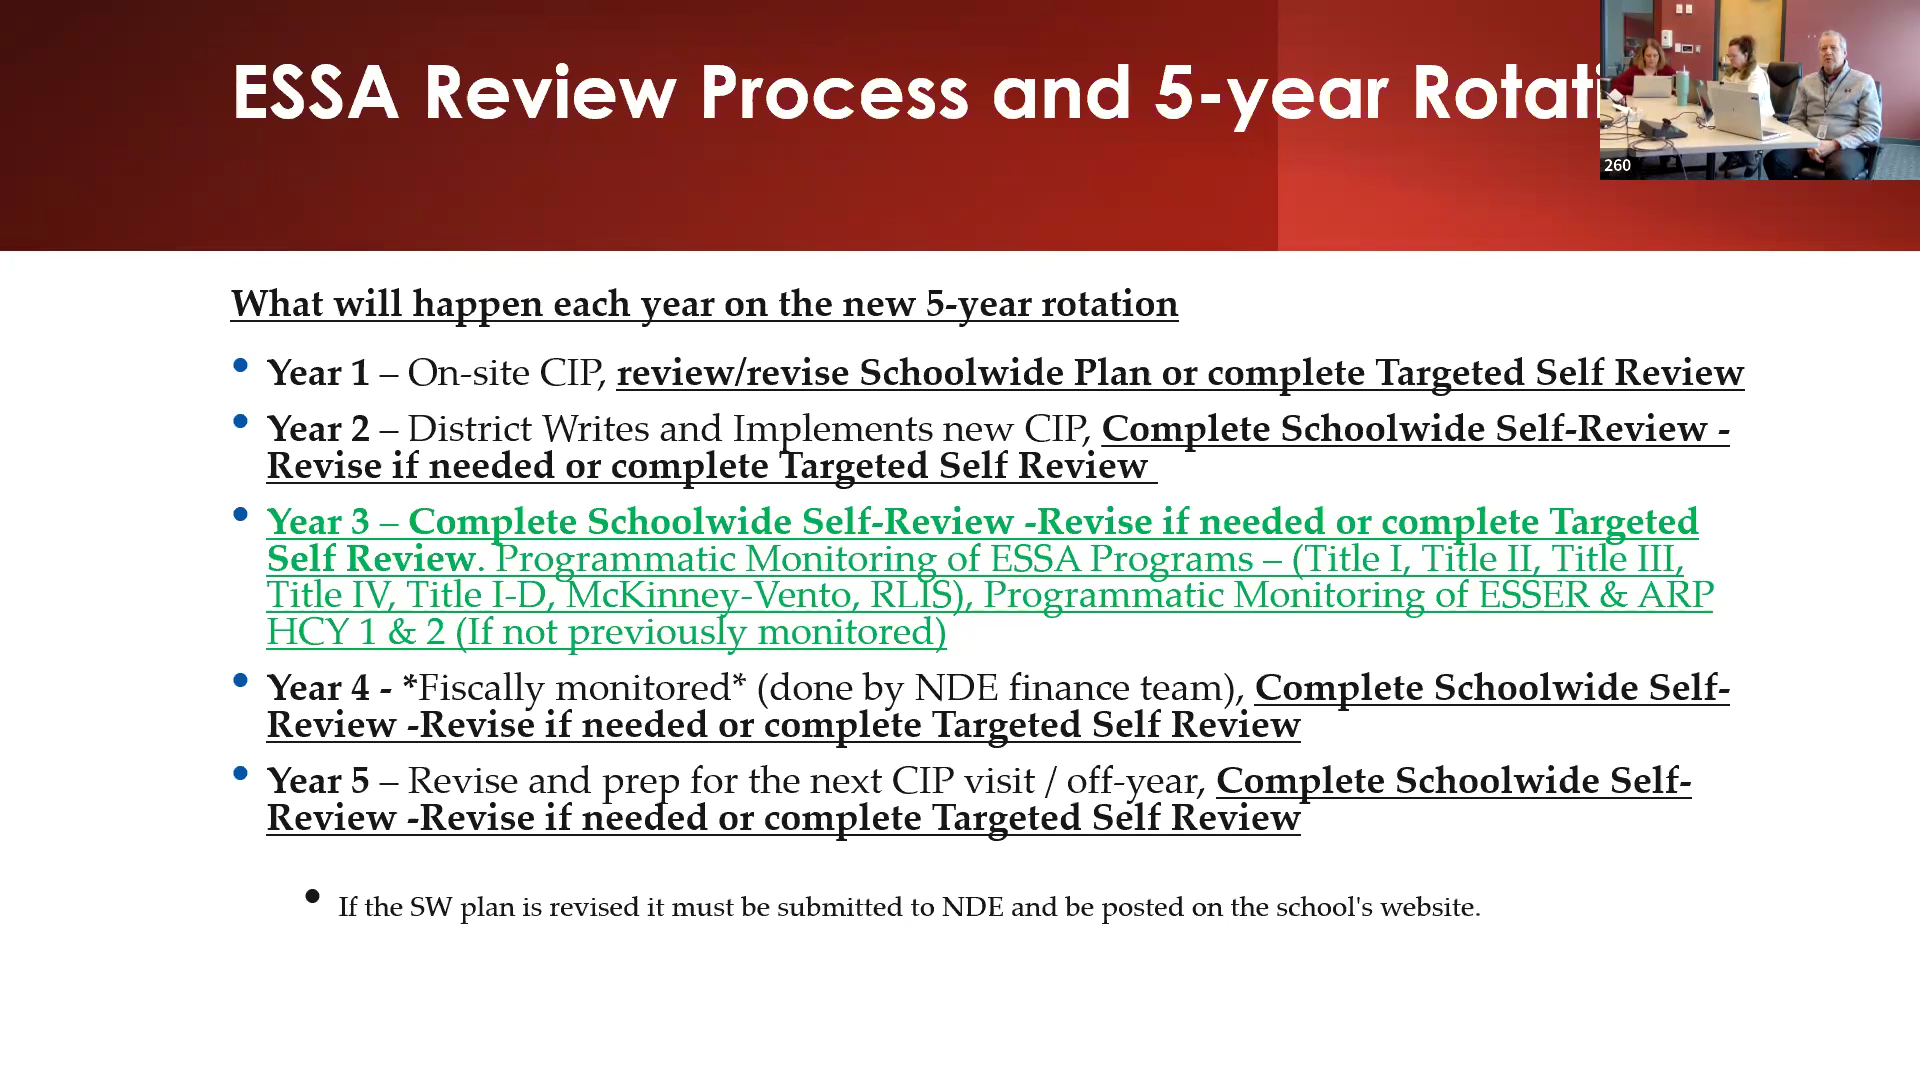 ESSA Review Process and 5-year Rotati
260
What will happen each year on the new 5-year rotation
• Year 1 – On-site CIP, review/revise Schoolwide Plan or complete Targeted Self Review
• Year 2 – District Writes and Implements new CIP, Complete Schoolwide Self-Review -
Revise if needed or complete Targeted Self Review
• Year 3 – Complete Schoolwide Self-Review -Revise if needed or complete Targeted
Self Review. Programmatic Monitoring of ESSA Programs – (Title I, Title II, Title III,
Title IV, Title I-D, McKinney-Vento, RLIS), Programmatic Monitoring of ESSER & ARP
HCY 1 & 2 (If not previously monitored)
• Year 4 - *Fiscally monitored* (done by NDE finance team), Complete Schoolwide Self-
Review -Revise if needed or complete Targeted Self Review
• Year 5 – Revise and prep for the next CIP visit / off-year, Complete Schoolwide Self-
Review -Revise if needed or complete Targeted Self Review
• If the SW plan is revised it must be submitted to NDE and be posted on the school's website.